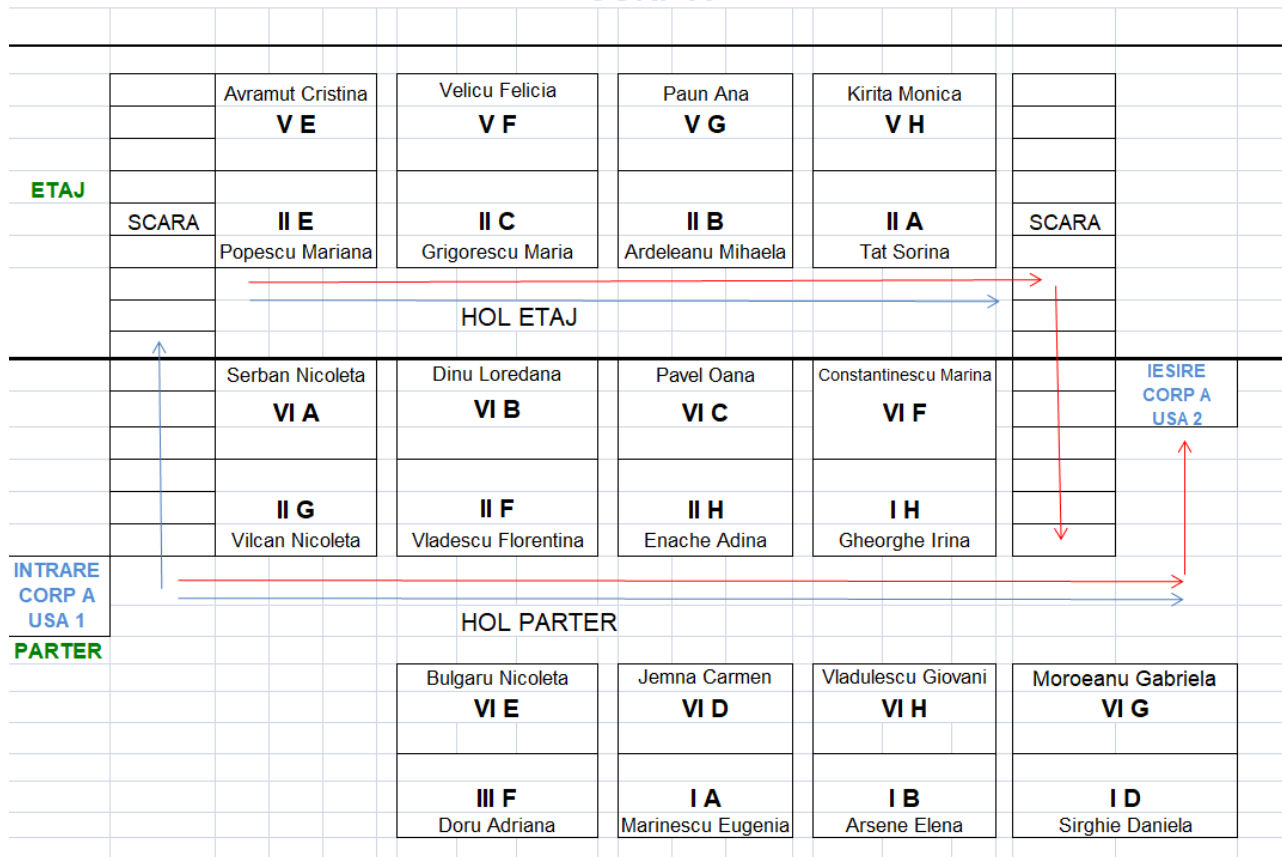 Avramut Cristina
V E
Velicu Felicia
V F
Paun Ana
V G
Kirita Monica
V H
ETAJ
SCARA
II E
Popescu Mariana
II C
Grigorescu Maria
II B
Ardeleanu Mihaela
II A
Tat Sorina
SCARA
HOL ETAJ
Serban Nicoleta
VI A
Dinu Loredana
VI B
Pavel Oana
VI C
Constantinescu Marina
VI F
IESIRE
CORP A
USA 2
II G
Vilcan Nicoleta
II F
Vladescu Florentina
II H
Enache Adina
I H
Gheorghe Irina
INTRARE
CORP A
USA 1
HOL PARTER
PARTER
Bulgaru Nicoleta
VI E
Jemna Carmen
VI D
Vladulescu Giovani
VI H
Moroeanu Gabriela
VI G
III F
Doru Adriana
I A
Marinescu Eugenia
I B
Arsene Elena
I D
Sirghie Daniela